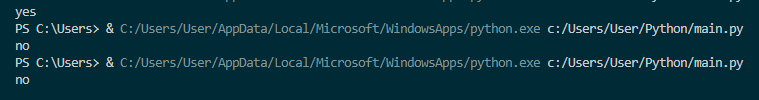 yes
PS C:\Users> & C:/Users/User/AppData/Local/Microsoft/WindowsApps/python.exe c:/Users/User/Python/main.py
no
PS C:\Users> & C:/Users/User/AppData/Local/Microsoft/WindowsApps/python.exe c:/Users/User/Python/main.py
no